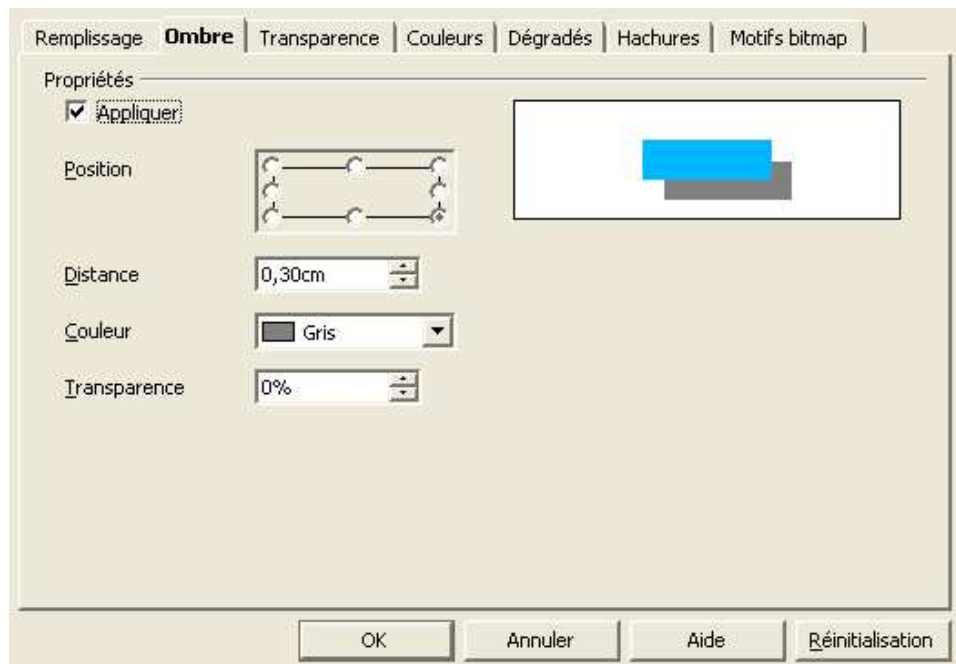 Remplissage Ombre Transparence Couleurs Dégradés Hachures Motifs bitmap
Propriétés
Appliquer
Position
Distance 0,30cm
Couleur Gris
Transparence 0%
OK Annuler Aide Réinitialisation